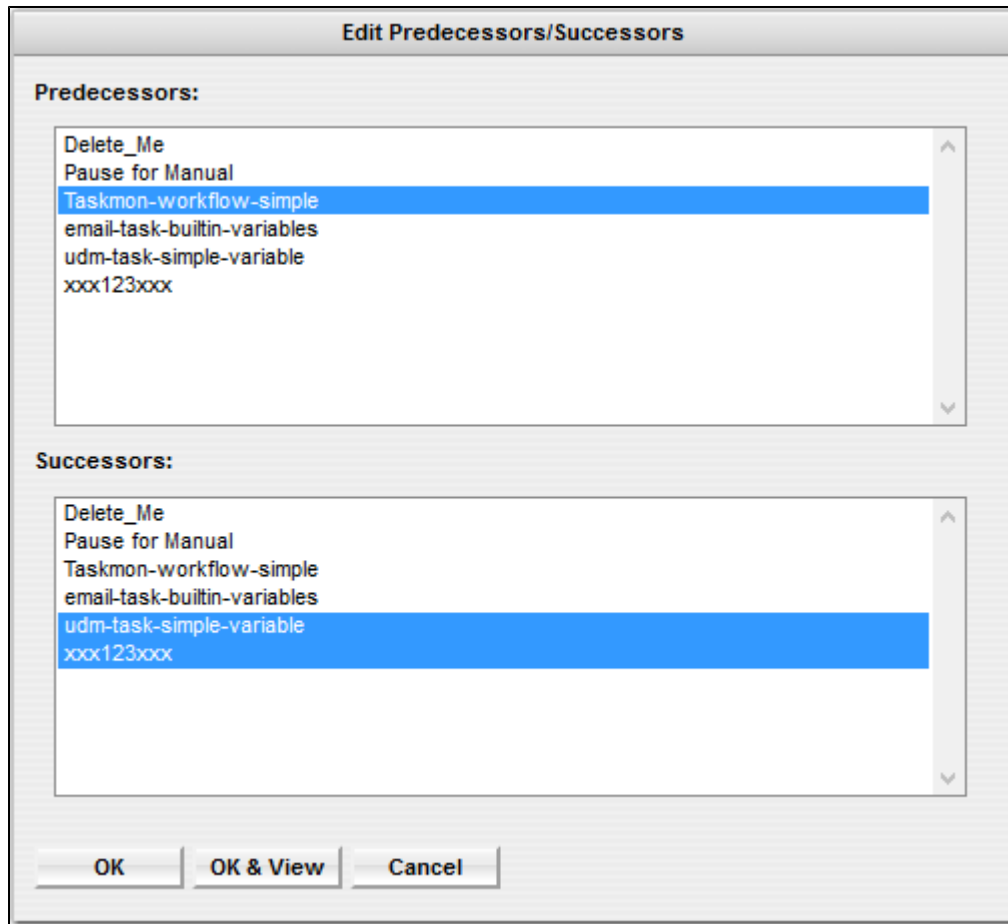 Edit Predecessors/Successors
Predecessors:
Delete_Me
Pause for Manual
Taskmon-workflow-simple
email-task-builtin-variables
udm-task-simple-variable
xxx123xxx
Successors:
Delete_Me
Pause for Manual
Taskmon-workflow-simple
email-task-builtin-variables
udm-task-simple-variable
xxx123xxx
OK OK & View Cancel